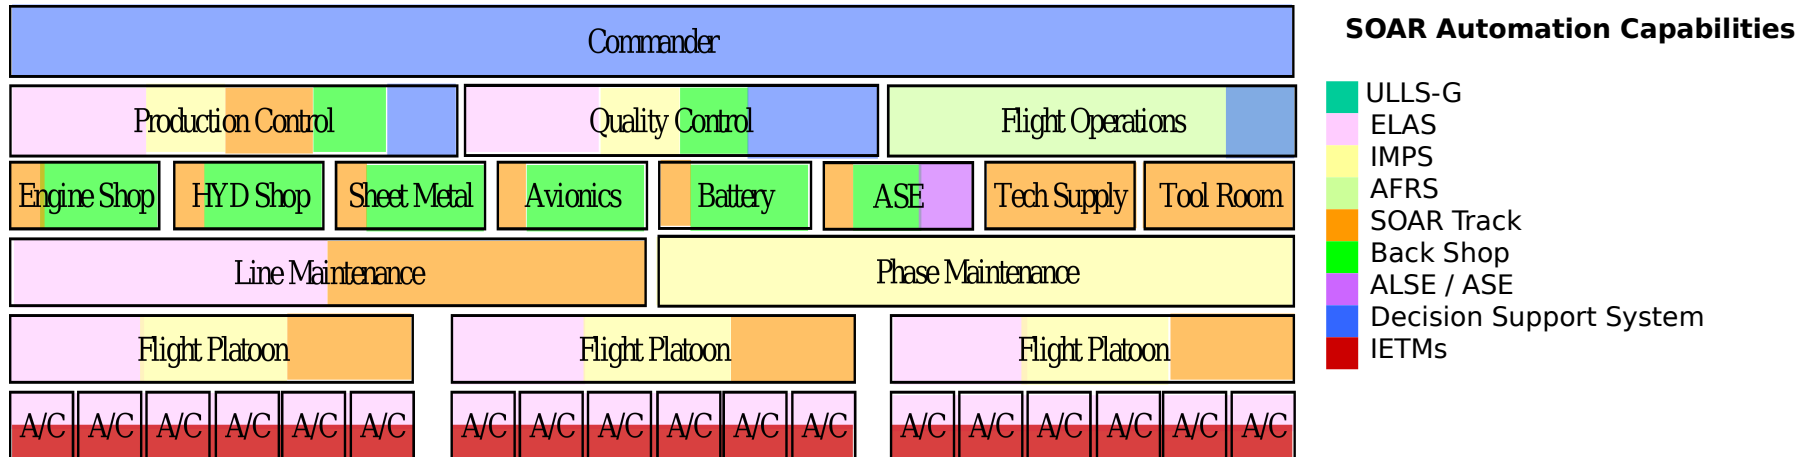 Commander
SOAR Automation Capabilities
ULLS-G
ELAS
IMPS
AFRS
SOAR Track
Back Shop
ALSE / ASE
Decision Support System
IETMs
Production Control Quality Control Flight Operations
Engine Shop HYD Shop Sheet Metal Avionics Battery ASE Tech Supply Tool Room
Line Maintenance Phase Maintenance
Flight Platoon Flight Platoon Flight Platoon
A/C A/C A/C A/C A/C A/C A/C A/C A/C A/C A/C A/C A/C A/C A/C A/C A/C A/C